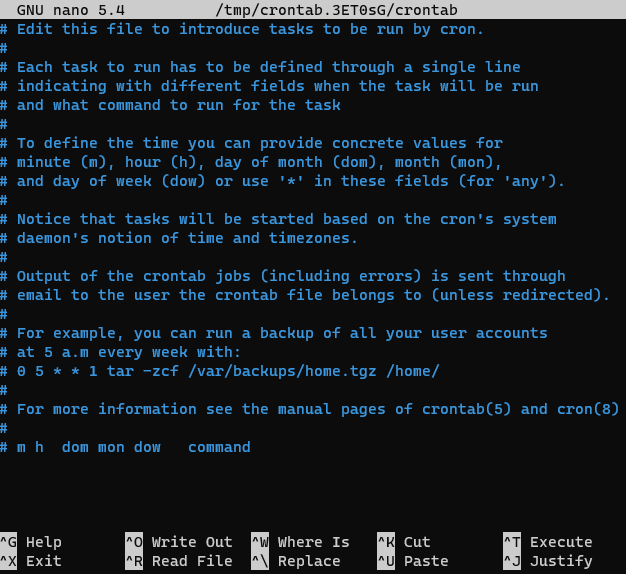 GNU nano 5.4 /tmp/crontab.3ET0sG/crontab
# Edit this file to introduce tasks to be run by cron.
#
# Each task to run has to be defined through a single line
# indicating with different fields when the task will be run
# and what command to run for the task
#
# To define the time you can provide concrete values for
# minute (m), hour (h), day of month (dom), month (mon),
# and day of week (dow) or use '*' in these fields (for 'any').
#
# Notice that tasks will be started based on the cron's system
# daemon's notion of time and timezones.
#
# Output of the crontab jobs (including errors) is sent through
# email to the user the crontab file belongs to (unless redirected).
#
# For example, you can run a backup of all your user accounts
# at 5 a.m every week with:
# 0 5 * * 1 tar -zcf /var/backups/home.tgz /home/
#
# For more information see the manual pages of crontab(5) and cron(8)
#
# m h  dom mon dow   command
^G Help ^O Write Out ^W Where Is ^K Cut ^T Execute
^X Exit ^R Read File ^\ Replace ^U Paste ^J Justify